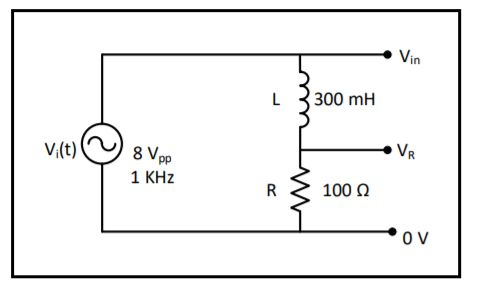 Vin
L 300 mH
Vi(t) 8 Vpp
VR
1 KHz
R 100 Ω
0 V